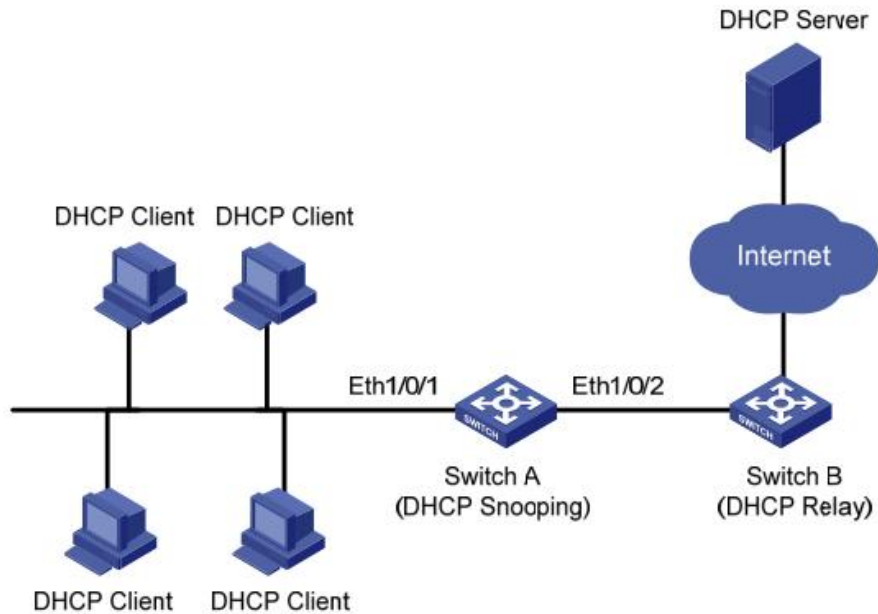 DHCP Server
DHCP Client
DHCP Client
Internet
Eth1/0/1
Eth1/0/2
SWITCH
SWITCH
Switch A
(DHCP Snooping)
Switch B
(DHCP Relay)
DHCP Client
DHCP Client